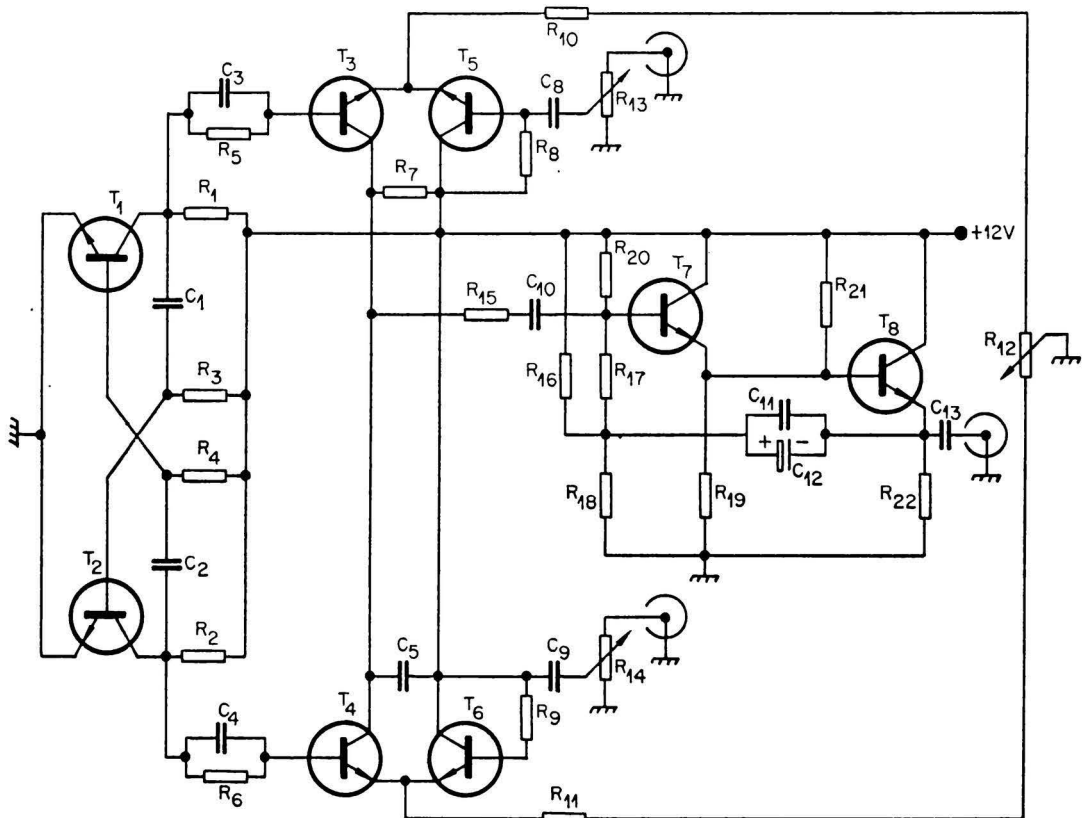 R10
T3
T5
C3
C8
R13
R5
R8
R7
R1
T1
+12V
R20
T7
C10
R21
R15
C1
T8
R12
R16
R17
R3
C11
C13
+ −
R4
C12
R18
R19
R22
C2
T2
R2
C5
C9
R14
R9
T4
T6
C4
R6
R11